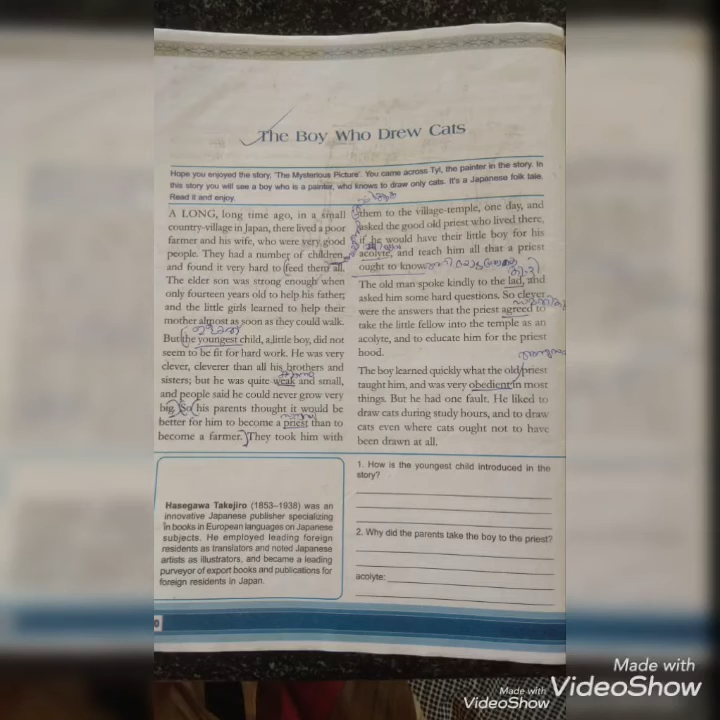 The Boy Who Drew Cats
Hope you enjoyed the story, 'The Mysterious Picture'. You came across Tyl, the painter in the story. In
this story you will see a boy who is a painter, who knows to draw only cats. It's a Japanese folk tale.
Read it and enjoy.
A LONG, long time ago, in a small
country-village in Japan, there lived a poor
farmer and his wife, who were very good
people. They had a number of children,
and found it very hard to feed them all.
The elder son was strong enough when
only fourteen years old to help his father;
and the little girls learned to help their
mother almost as soon as they could walk.
But the youngest child, a little boy, did not
seem to be fit for hard work. He was very
clever, cleverer than all his brothers and
sisters; but he was quite weak and small,
and people said he could never grow very
big. So his parents thought it would be
better for him to become a priest than to
become a farmer. They took him with
them to the village-temple, one day, and
asked the good old priest who lived there,
if he would have their little boy for his
acolyte, and teach him all that a priest
ought to know.
The old man spoke kindly to the lad, and
asked him some hard questions. So clever
were the answers that the priest agreed to
take the little fellow into the temple as an
acolyte, and to educate him for the priest
hood.
The boy learned quickly what the old priest
taught him, and was very obedient in most
things. But he had one fault. He liked to
draw cats during study hours, and to draw
cats even where cats ought not to have
been drawn at all.
Hasegawa Takejiro (1853–1938) was an
innovative Japanese publisher specializing
in books in European languages on Japanese
subjects. He employed leading foreign
residents as translators and noted Japanese
artists as illustrators, and became a leading
purveyor of export books and publications for
foreign residents in Japan.
1. How is the youngest child introduced in the
story?
2. Why did the parents take the boy to the priest?
acolyte:
0
Made with
VideoShow
Made with
VideoShow